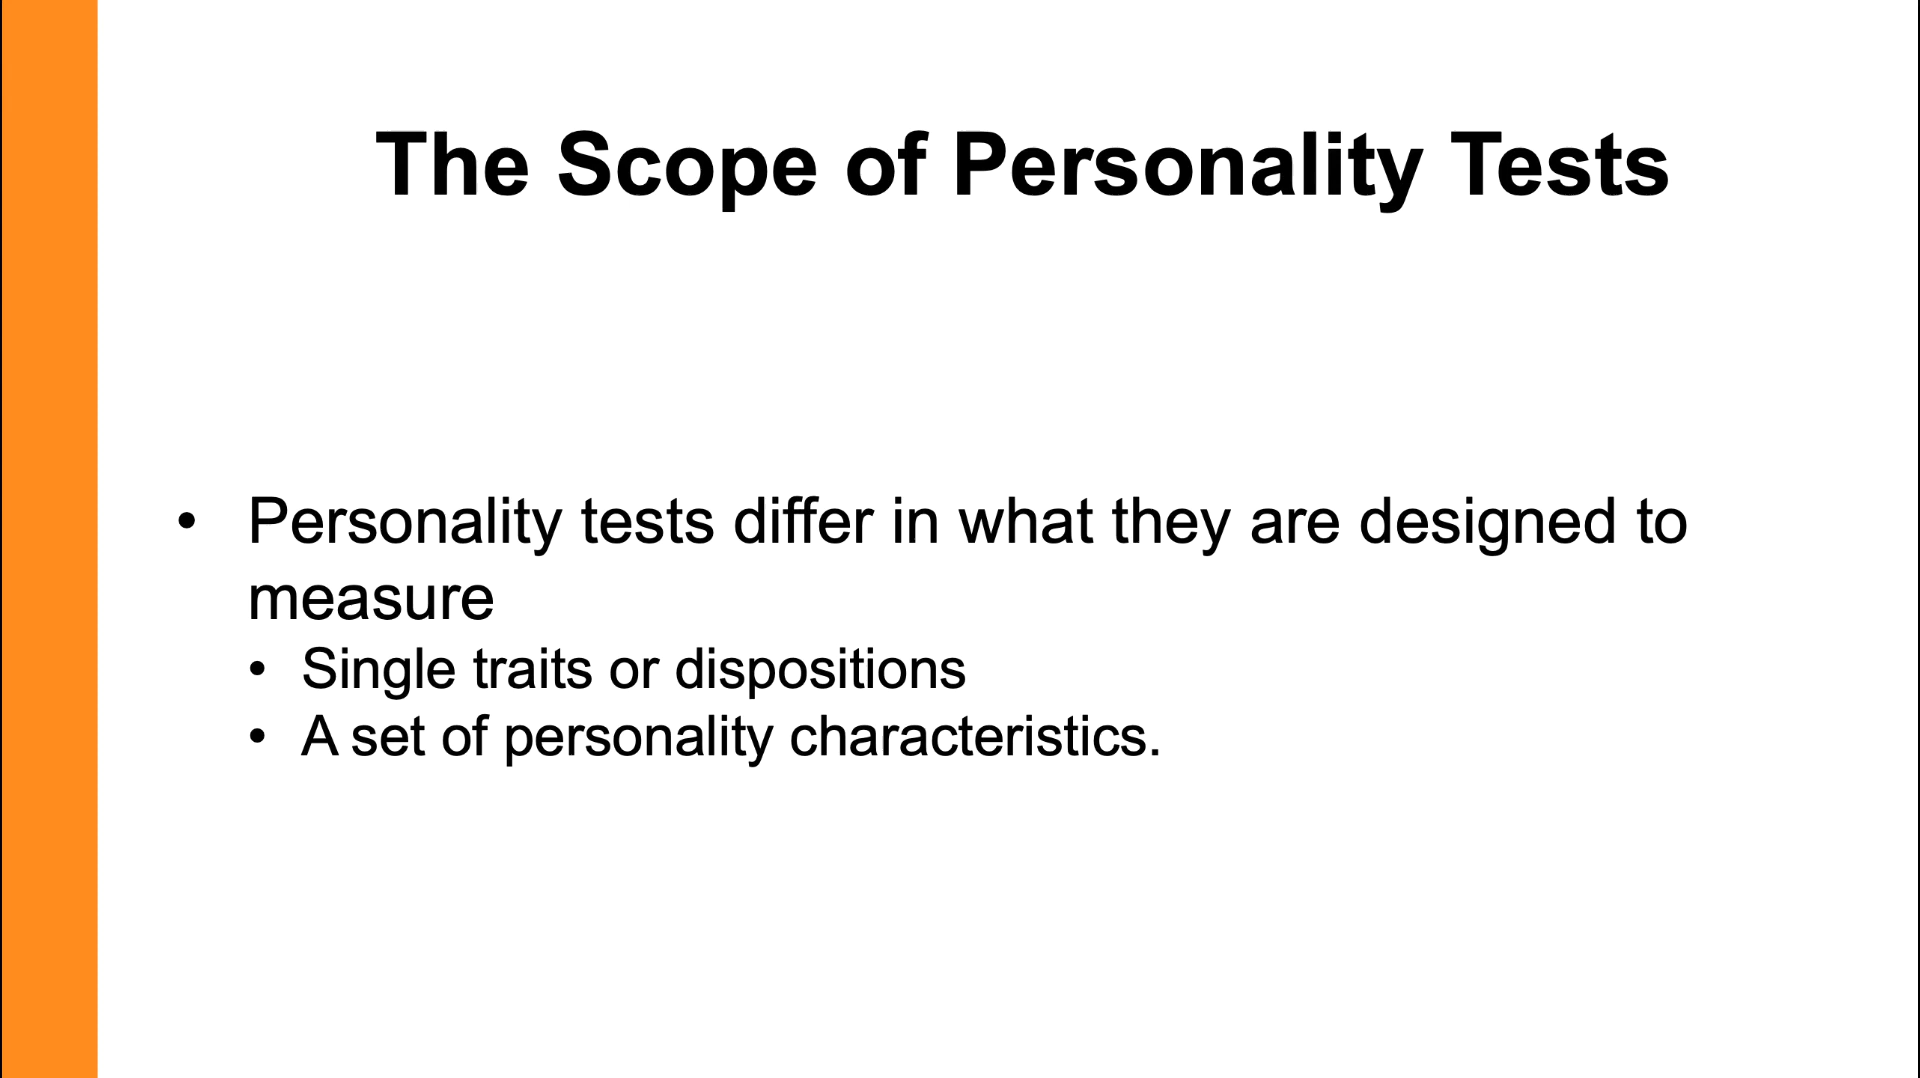 The Scope of Personality Tests
• Personality tests differ in what they are designed to
measure
• Single traits or dispositions
• A set of personality characteristics.